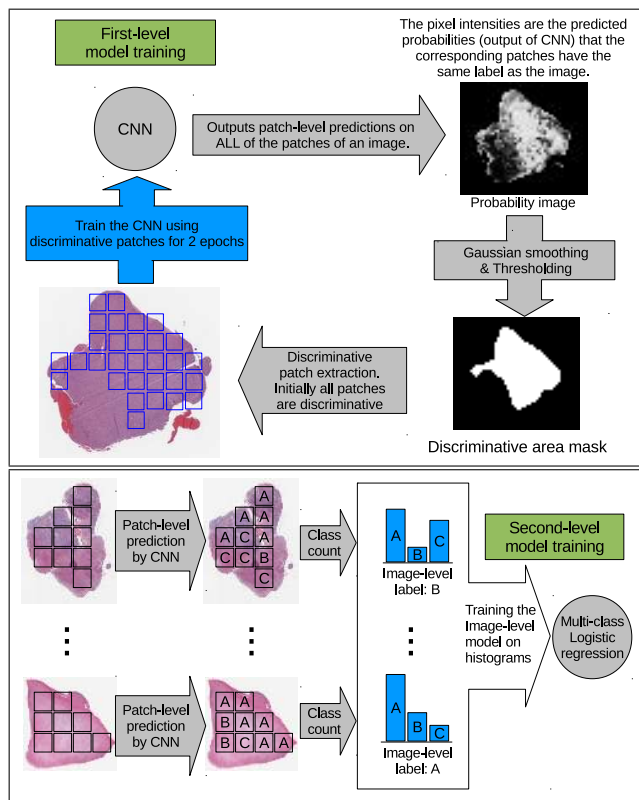 First-level
model training
The pixel intensities are the predicted
probabilities (output of CNN) that the
corresponding patches have the
same label as the image.
CNN
Outputs patch-level predictions on
ALL of the patches of an image.
Probability image
Train the CNN using
discriminative patches for 2 epochs
Gaussian smoothing
& Thresholding
Discriminative
patch extraction.
Initially all patches
are discriminative
Discriminative area mask
Patch-level
prediction
by CNN
A
A A
A C A
C C B
C
Class
count
A B C
Image-level
label: B
Second-level
model training
Training the
Image-level
model on
histograms
Multi-class
Logistic
regression
Patch-level
prediction
by CNN
A A
B A A
B C A A
Class
count
A B C
Image-level
label: A